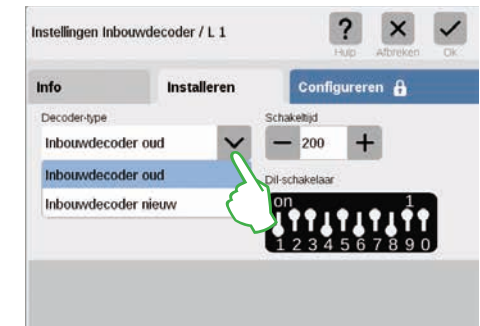 Instellingen Inbouwdecoder / L 1
?
Hulp
Afbreken
Ok
Info
Installeren
Configureren
Decoder-type
Inbouwdecoder oud
Inbouwdecoder oud
Inbouwdecoder nieuw
Schakeltijd
200
Dil-schakelaar
on 1
1 2 3 4 5 6 7 8 9 0